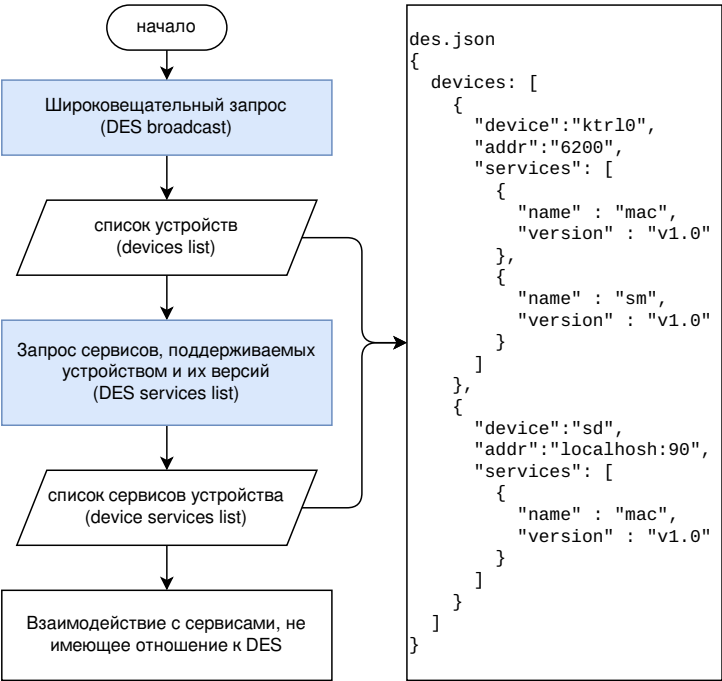 начало
Широковещательный запрос
(DES broadcast)
список устройств
(devices list)
Запрос сервисов, поддерживаемых
устройством и их версий
(DES services list)
список сервисов устройства
(device services list)
Взаимодействие с сервисами, не
имеющее отношение к DES
des.json
{
  devices: [
    {
      "device":"ktrl0",
      "addr":"6200",
      "services": [
        {
          "name" : "mac",
          "version" : "v1.0"
        },
        {
          "name" : "sm",
          "version" : "v1.0"
        }
      ]
    },
    {
      "device":"sd",
      "addr":"localhosh:90",
      "services": [
        {
          "name" : "mac",
          "version" : "v1.0"
        }
      ]
    }
  ]
}